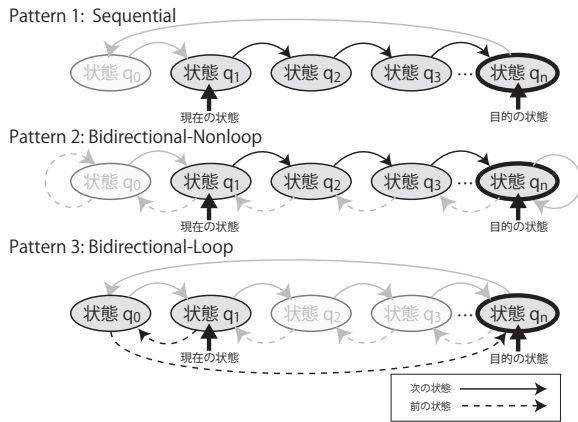 Pattern 1: Sequential
状態 q0 状態 q1 状態 q2 状態 q3 … 状態 qn
現在の状態 目的の状態
Pattern 2: Bidirectional-Nonloop
状態 q0 状態 q1 状態 q2 状態 q3 … 状態 qn
現在の状態 目的の状態
Pattern 3: Bidirectional-Loop
状態 q0 状態 q1 状態 q2 状態 q3 … 状態 qn
現在の状態 目的の状態
次の状態
前の状態